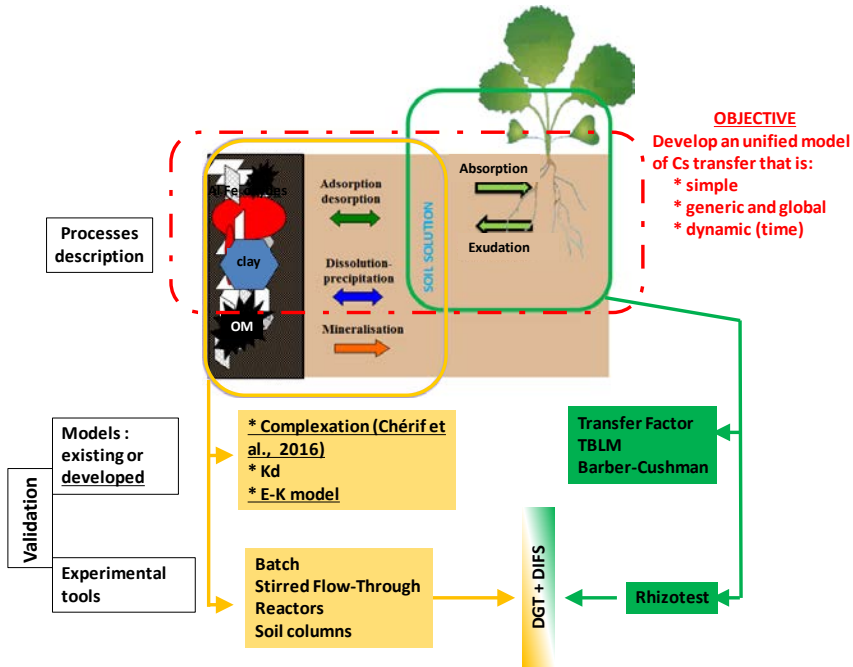 OBJECTIVE
Develop an unified model
of Cs transfer that is:
* simple
* generic and global
* dynamic (time)
Processes
description
clay
OM
Adsorption
desorption
Dissolution-
precipitation
Mineralisation
SOIL SOLUTION
Absorption
Exudation
Validation
Models :
existing or
developed
* Complexation (Chérif et
al., 2016)
* Kd
* E-K model
Transfer Factor
TBLM
Barber-Cushman
Experimental
tools
Batch
Stirred Flow-Through
Reactors
Soil columns
DGT + DIFS
Rhizotest